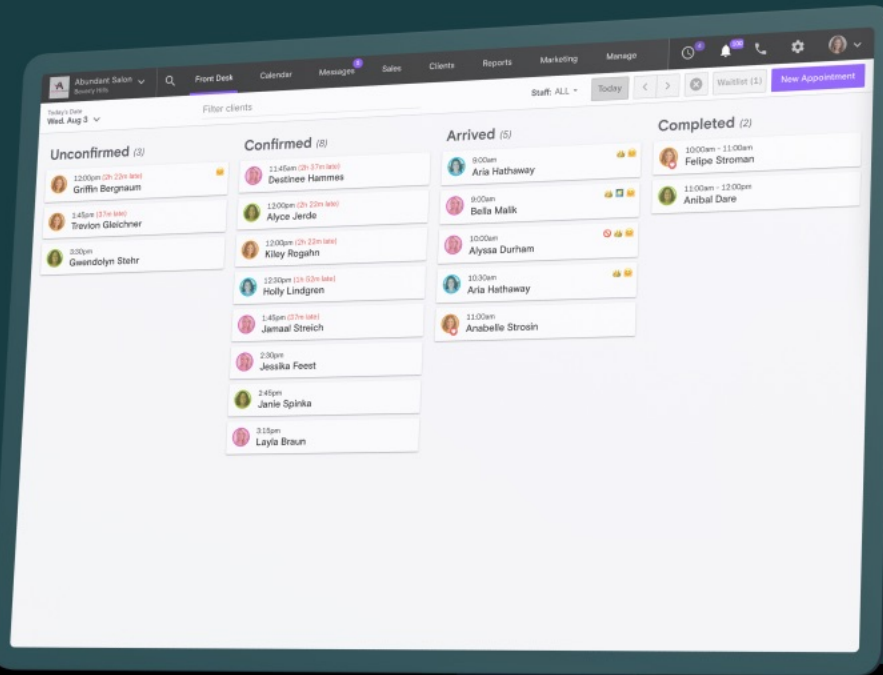 Abundant Salon
Beverly Hills
Front Desk
Calendar
Messages
Sales
Clients
Reports
Marketing
Manage
Today's Date
Wed. Aug 3
Filter clients
Staff: ALL
Today
Waitlist (1)
New Appointment
Unconfirmed (3)
12:00pm (2h 22m late)
Griffin Bergnaum
1:45pm (37m late)
Trevion Gleichner
3:30pm
Gwendolyn Stehr
Confirmed (8)
11:45am (2h 37m late)
Destinee Hammes
12:00pm (2h 22m late)
Alyce Jerde
12:00pm (2h 22m late)
Kiley Rogahn
12:30pm (1h 52m late)
Holly Lindgren
1:45pm (37m late)
Jamaal Streich
2:30pm
Jessika Feest
2:45pm
Janie Spinka
3:15pm
Layla Braun
Arrived (5)
9:00am
Aria Hathaway
9:00am
Bella Malik
10:00am
Alyssa Durham
10:30am
Aria Hathaway
11:00am
Anabelle Strosin
Completed (2)
10:00am - 11:00am
Felipe Stroman
11:00am - 12:00pm
Anibal Dare